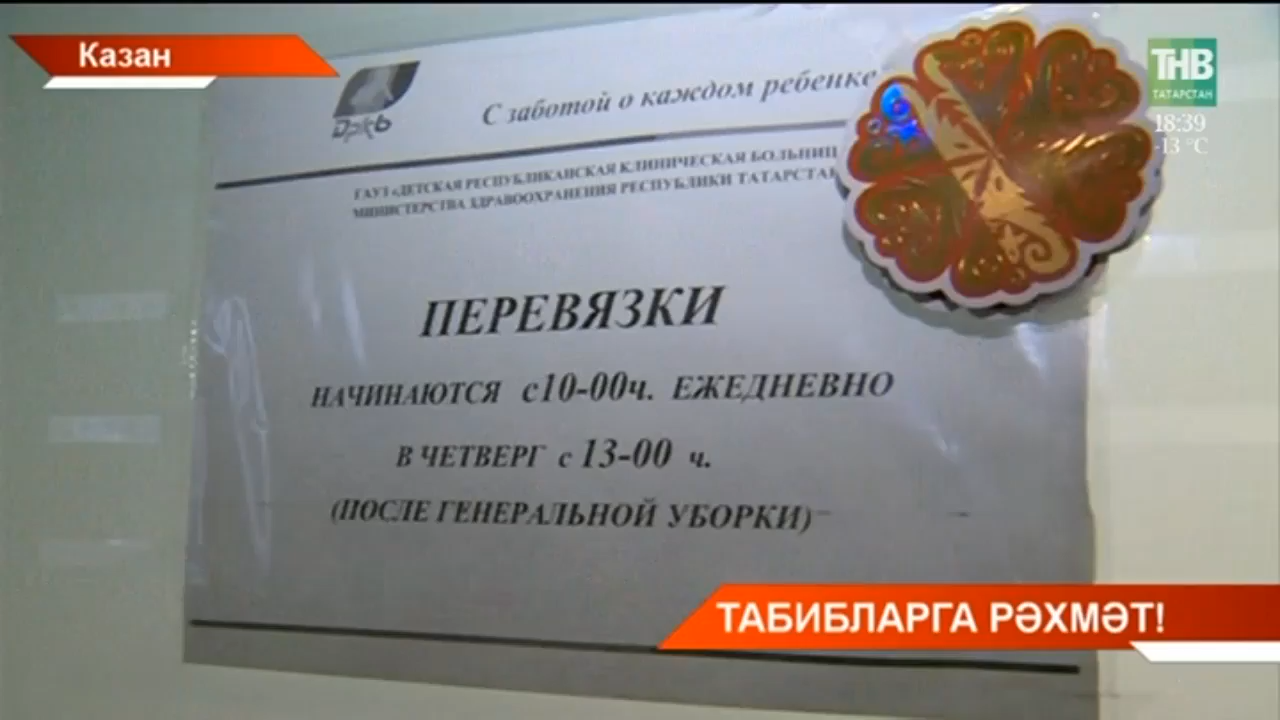 Казан
ТНВ
ТАТАРСТАН
18:39
-13 °C
дркб
С заботой о каждом ребенке
ГАУЗ «ДЕТСКАЯ РЕСПУБЛИКАНСКАЯ КЛИНИЧЕСКАЯ БОЛЬНИЦ
МИНИСТЕРСТВА ЗДРАВООХРАНЕНИЯ РЕСПУБЛИКИ ТАТАРСТАН
ПЕРЕВЯЗКИ
НАЧИНАЮТСЯ с10-00ч. ЕЖЕДНЕВНО
В ЧЕТВЕРГ с 13-00 ч.
(ПОСЛЕ ГЕНЕРАЛЬНОЙ УБОРКИ)
ТАБИБЛАРГА РӘХМӘТ!